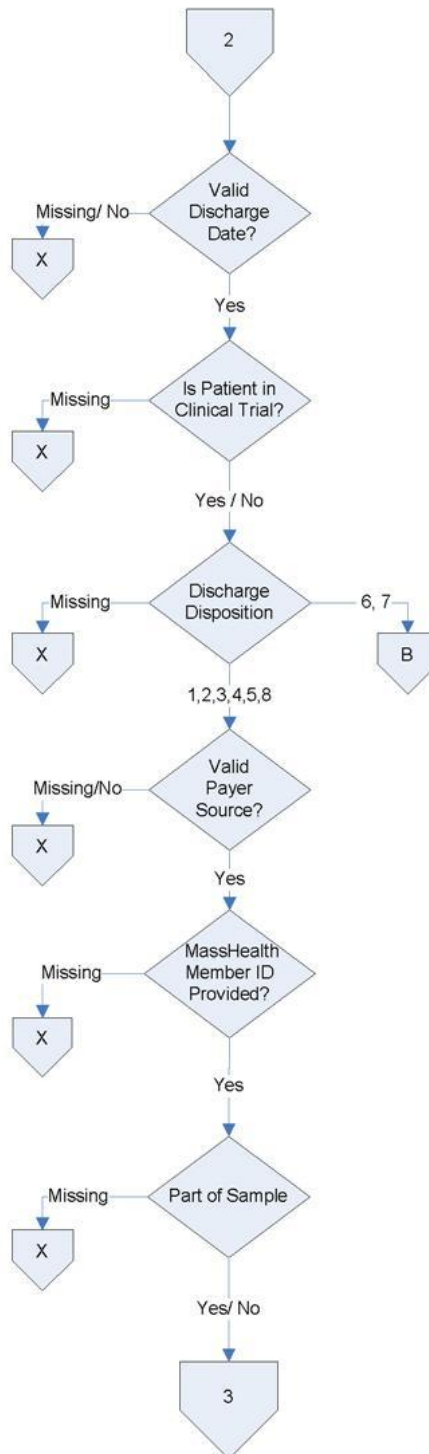 2
Valid
Discharge
Date?
Missing/ No
X
Yes
Is Patient in
Clinical Trial?
Missing
X
Yes / No
Discharge
Disposition
Missing
6, 7
X
B
1,2,3,4,5,8
Valid
Payer
Source?
Missing/No
X
Yes
MassHealth
Member ID
Provided?
Missing
X
Yes
Part of Sample
Missing
X
Yes/ No
3